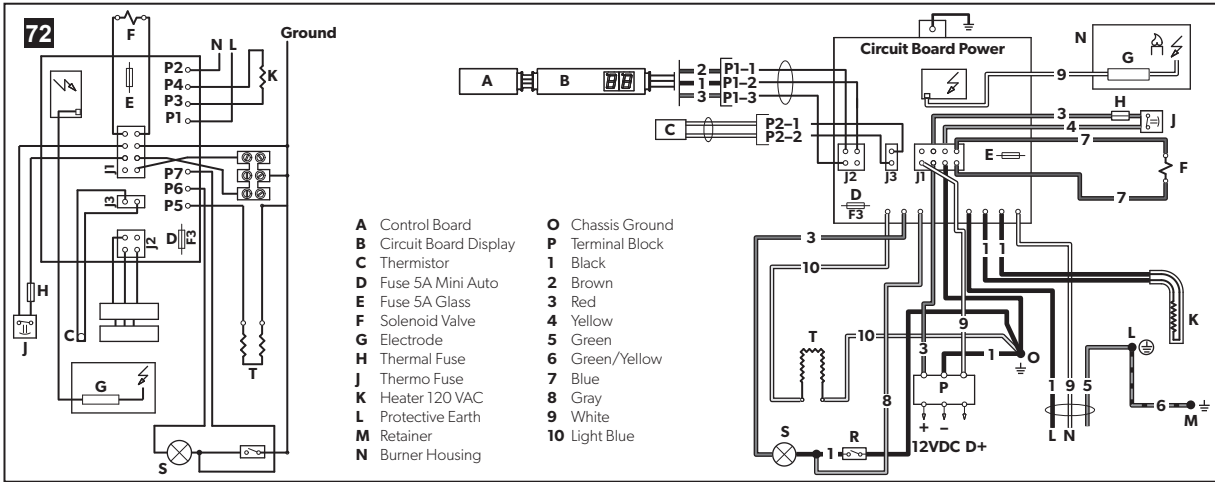 72
F
N L
Ground
P2
P4
P3
P1
K
E
J1
P7
P6
P5
J3
J2
D
F3
H
J
C
G
T
S
A Control Board
B Circuit Board Display
C Thermistor
D Fuse 5A Mini Auto
E Fuse 5A Glass
F Solenoid Valve
G Electrode
H Thermal Fuse
J Thermo Fuse
K Heater 120 VAC
L Protective Earth
M Retainer
N Burner Housing
O Chassis Ground
P Terminal Block
1 Black
2 Brown
3 Red
4 Yellow
5 Green
6 Green/Yellow
7 Blue
8 Gray
9 White
10 Light Blue
Circuit Board Power
N
G
A
B
88
2 P1–1
1 P1–2
3 P1–3
9
C
P2–1
P2–2
3
H
4
J
7
E
F
7
J2
J3
J1
D
F3
3
10
1 1
T
10
9
3
1
O
K
L
P
8
1 9 5
6
M
+ –
12VDC D+
L N
S
1
R